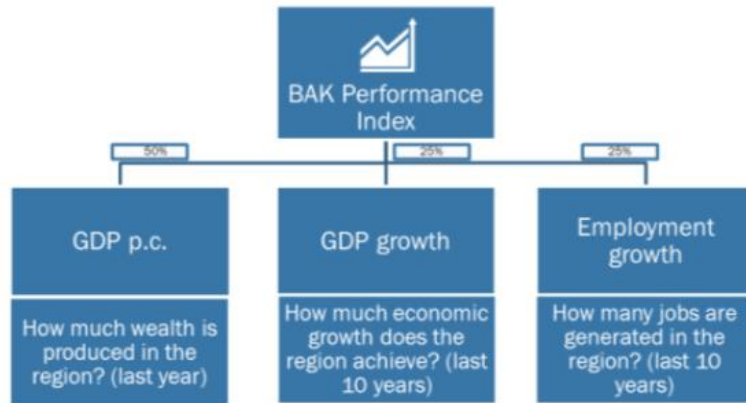 BAK Performance
Index
50%
25%
25%
GDP p.c.
GDP growth
Employment
growth
How much wealth is
produced in the
region? (last year)
How much economic
growth does the
region achieve? (last
10 years)
How many jobs are
generated in the
region? (last 10
years)